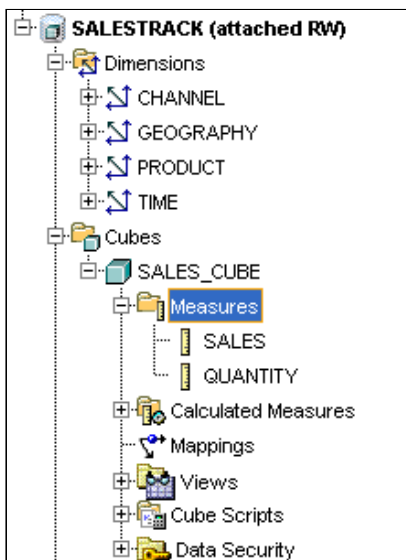 SALESTRACK (attached RW)
Dimensions
CHANNEL
GEOGRAPHY
PRODUCT
TIME
Cubes
SALES_CUBE
Measures
SALES
QUANTITY
Calculated Measures
Mappings
Views
Cube Scripts
Data Security